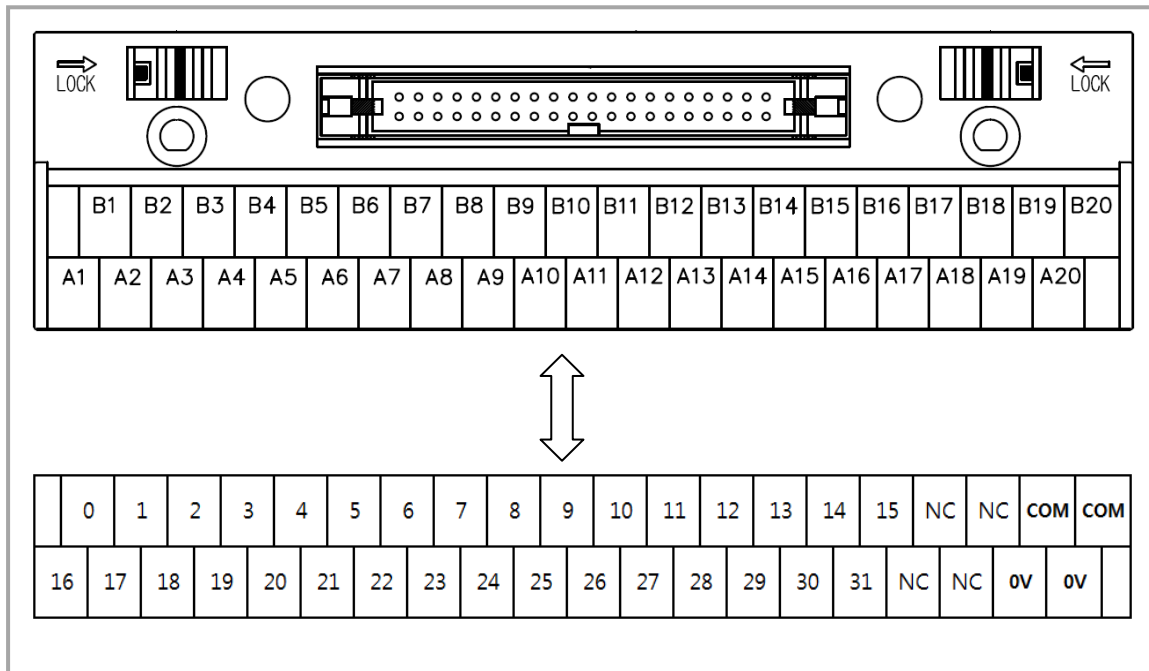 LOCK LOCK
B1 B2 B3 B4 B5 B6 B7 B8 B9 B10 B11 B12 B13 B14 B15 B16 B17 B18 B19 B20
A1 A2 A3 A4 A5 A6 A7 A8 A9 A10 A11 A12 A13 A14 A15 A16 A17 A18 A19 A20
0 1 2 3 4 5 6 7 8 9 10 11 12 13 14 15 NC NC COM COM
16 17 18 19 20 21 22 23 24 25 26 27 28 29 30 31 NC NC 0V 0V